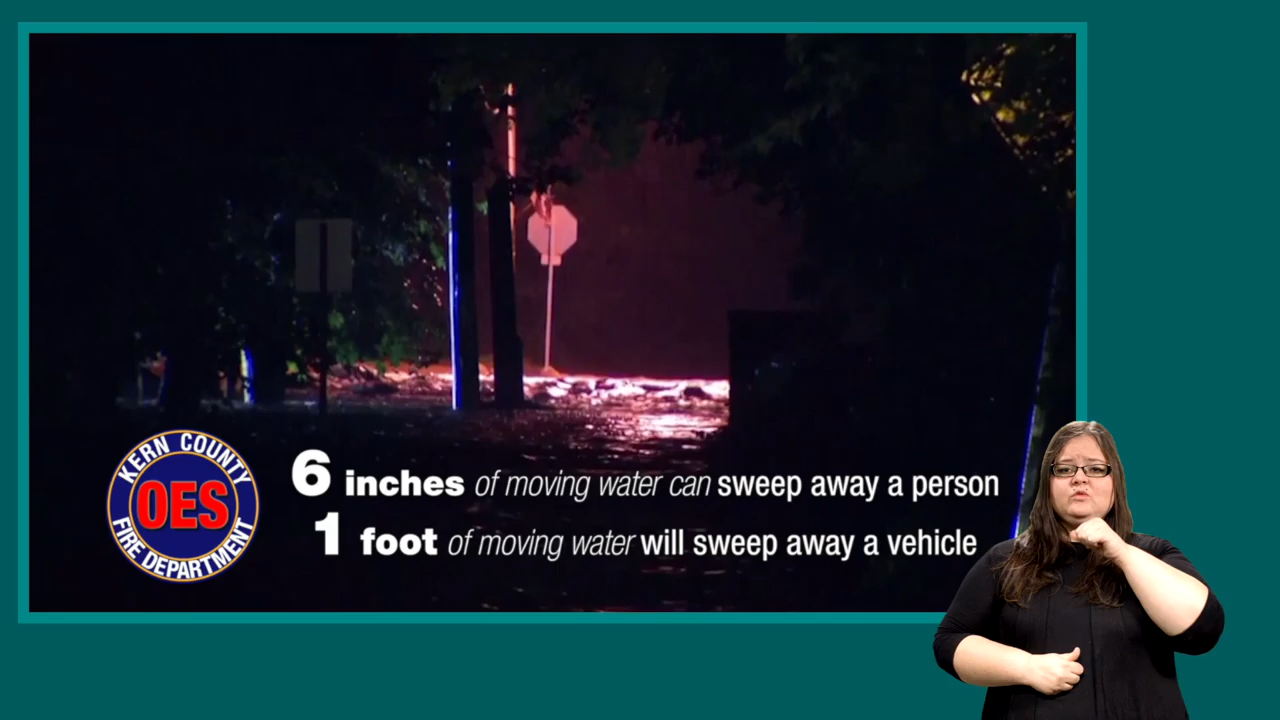 KERN COUNTY
OES
FIRE DEPARTMENT
6 inches of moving water can sweep away a person
1 foot of moving water will sweep away a vehicle